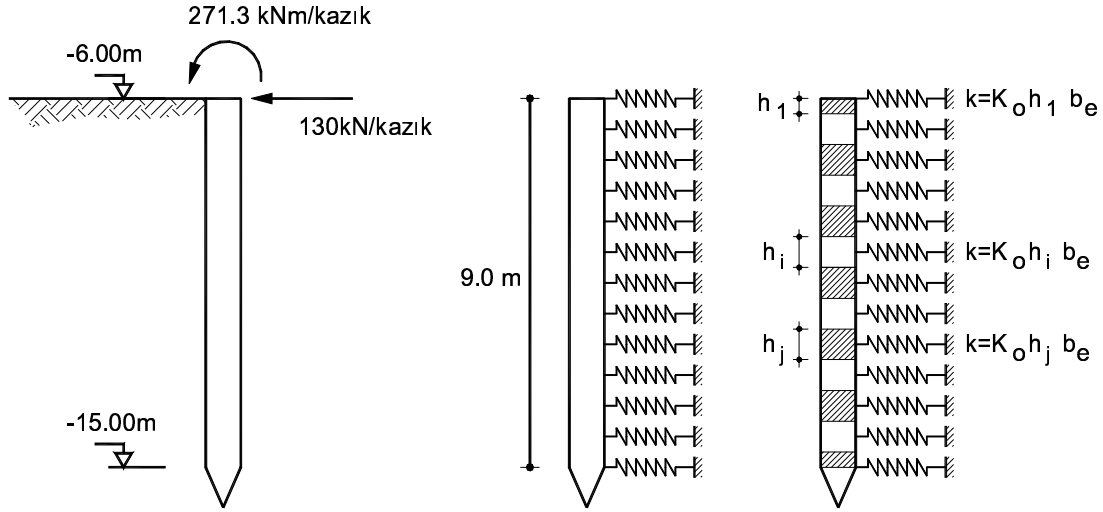 271.3 kNm/kazık
-6.00m
130kN/kazık
-15.00m
9.0 m
h1
k=Koh1 be
hi
k=Kohi be
hj
k=Kohj be